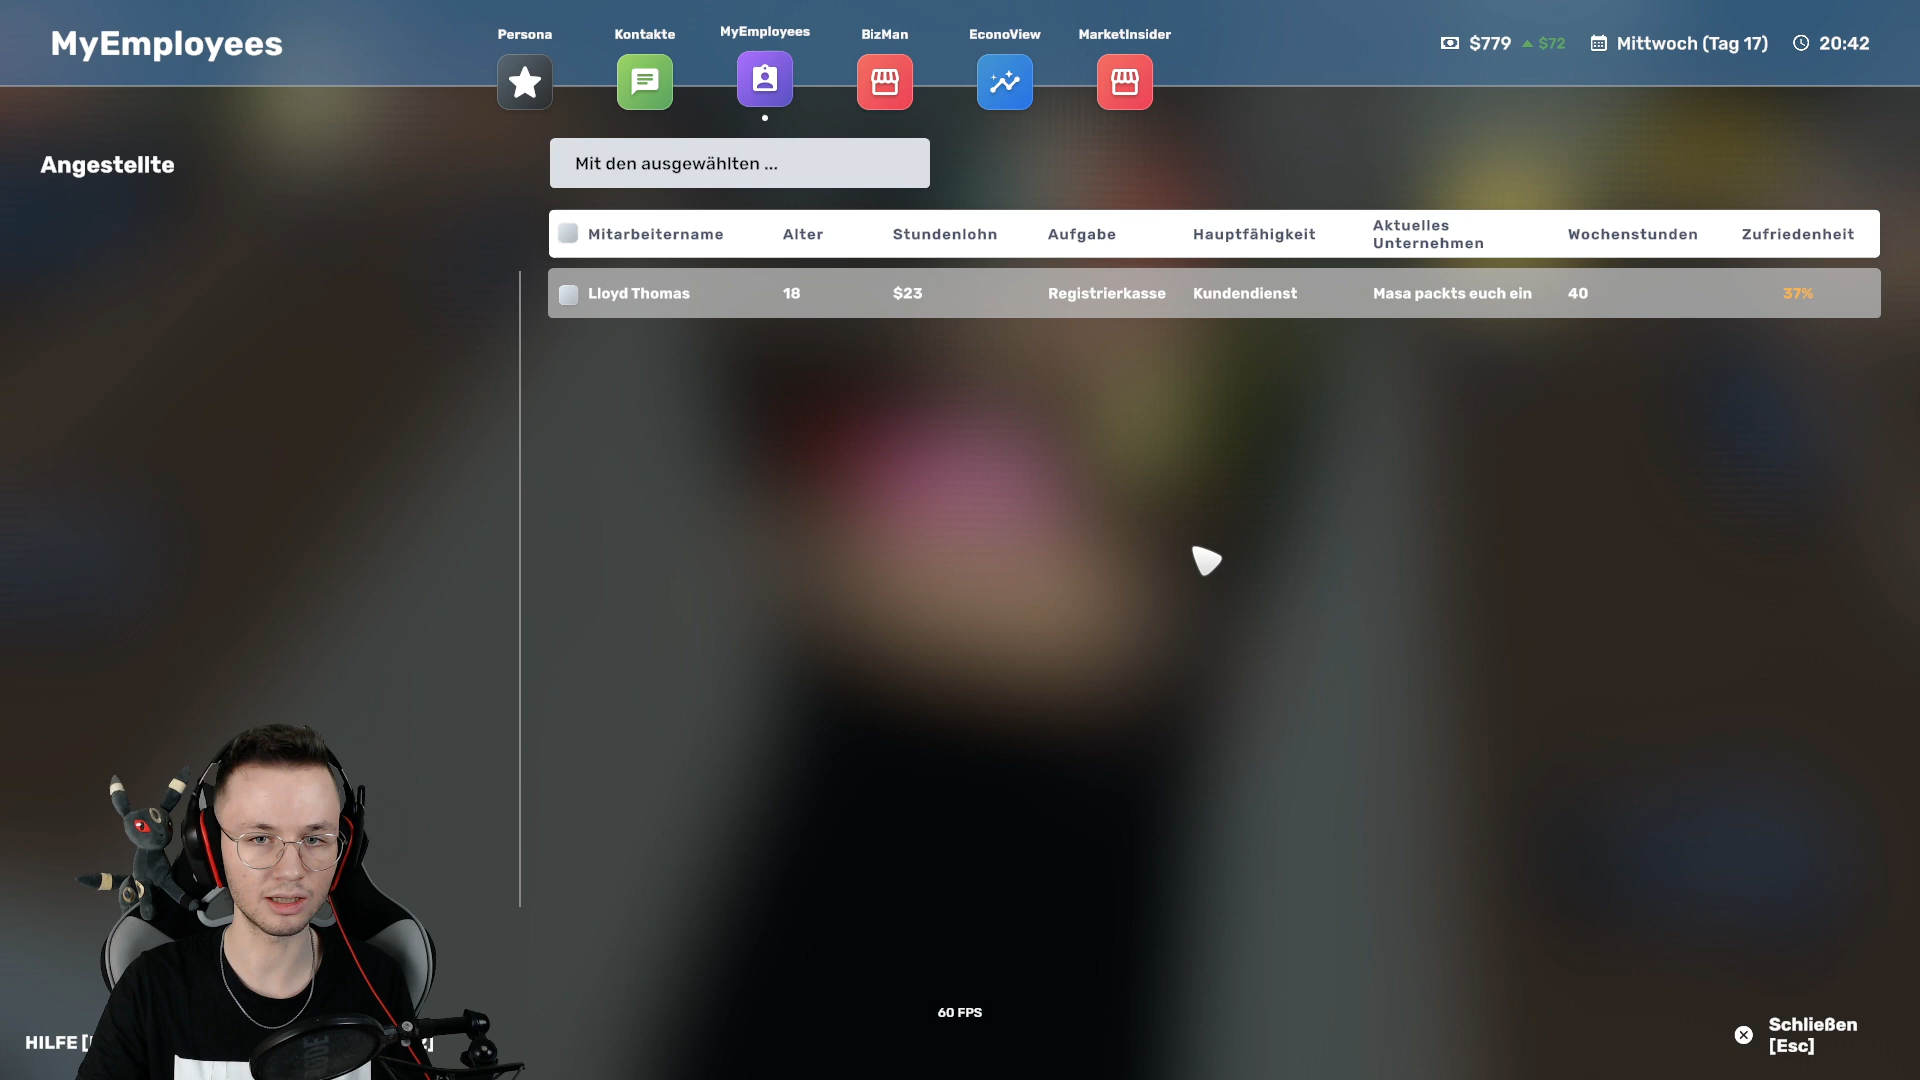 MyEmployees
Persona
Kontakte
MyEmployees
BizMan
EconoView
MarketInsider
$779 $72 Mittwoch (Tag 17) 20:42
Angestellte
Mit den ausgewählten ...
Mitarbeitername Alter Stundenlohn Aufgabe Hauptfähigkeit Aktuelles Unternehmen Wochenstunden Zufriedenheit
Lloyd Thomas 18 $23 Registrierkasse Kundendienst Masa packts euch ein 40 37%
60 FPS
HILFE [
Schließen
[Esc]